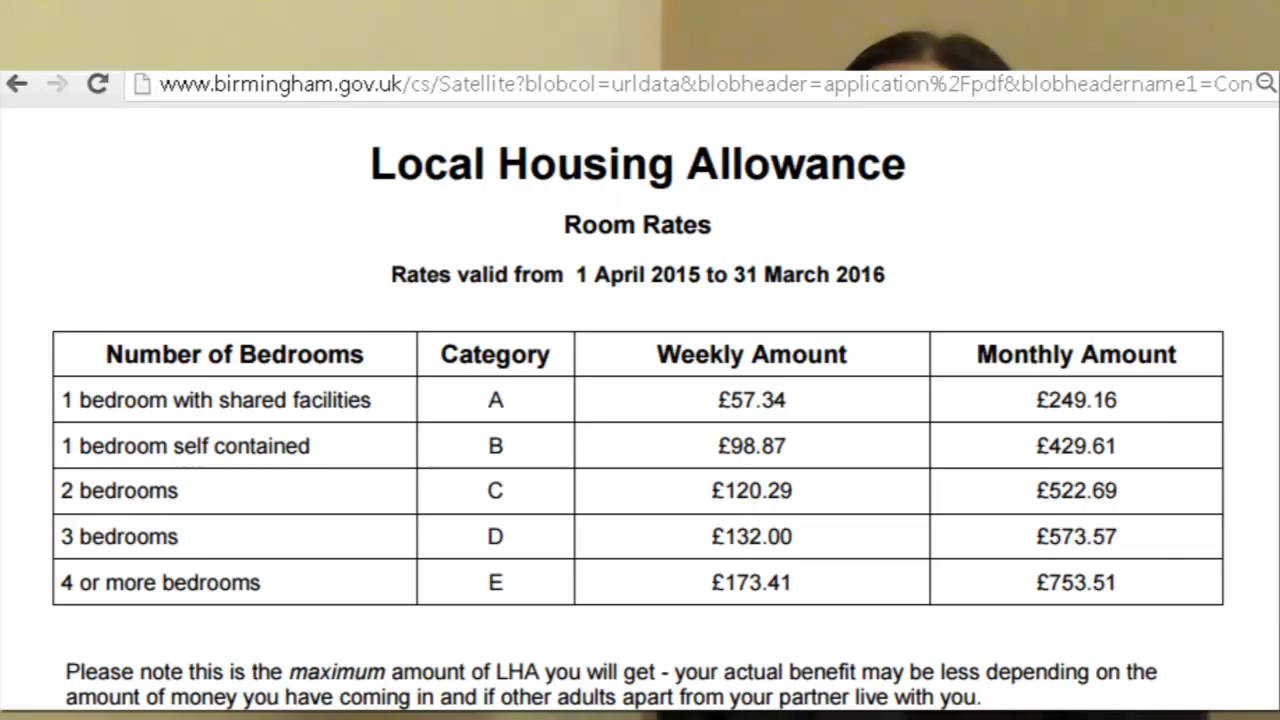 www.birmingham.gov.uk/cs/Satellite?blobcol=urldata&blobheader=application%2Fpdf&blobheadername1=Con
Local Housing Allowance
Room Rates
Rates valid from 1 April 2015 to 31 March 2016
Number of Bedrooms Category Weekly Amount Monthly Amount
1 bedroom with shared facilities A £57.34 £249.16
1 bedroom self contained B £98.87 £429.61
2 bedrooms C £120.29 £522.69
3 bedrooms D £132.00 £573.57
4 or more bedrooms E £173.41 £753.51
Please note this is the maximum amount of LHA you will get - your actual benefit may be less depending on the
amount of money you have coming in and if other adults apart from your partner live with you.